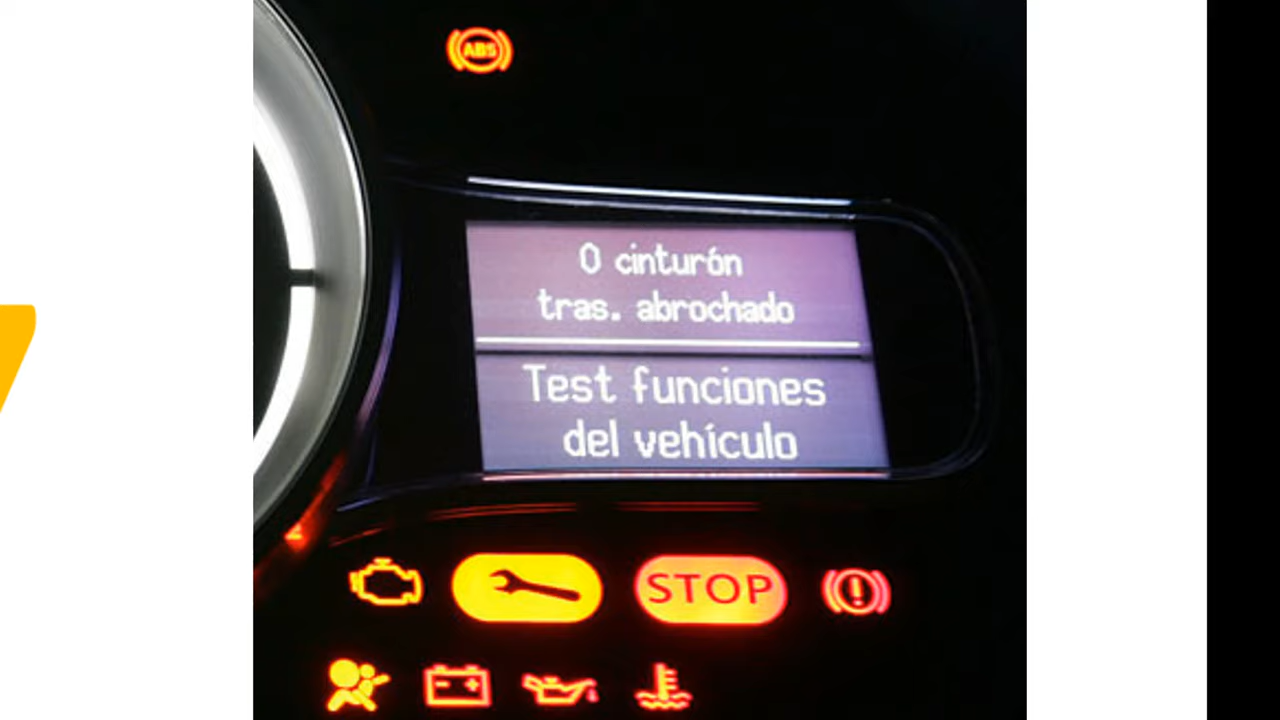 ABS
0 cinturón
tras. abrochado
Test funciones
del vehículo
STOP